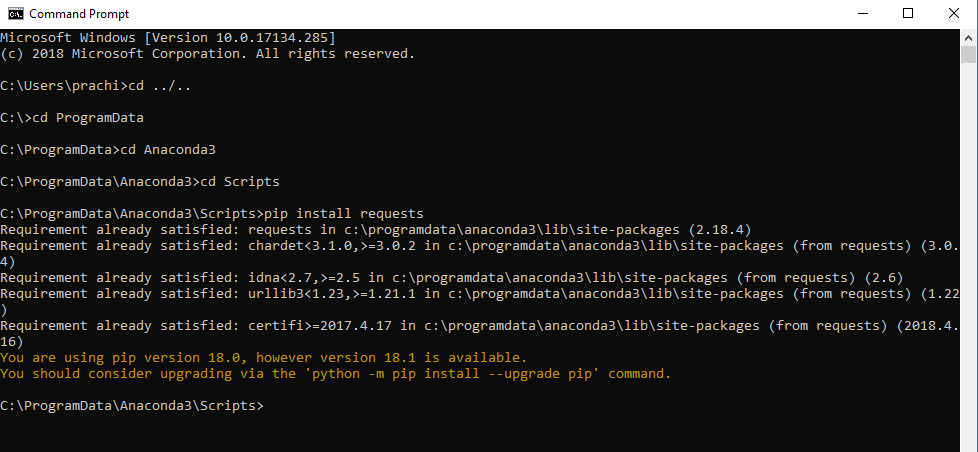 Command Prompt
Microsoft Windows [Version 10.0.17134.285]
(c) 2018 Microsoft Corporation. All rights reserved.
C:\Users\prachi>cd ../..
C:\>cd ProgramData
C:\ProgramData>cd Anaconda3
C:\ProgramData\Anaconda3>cd Scripts
C:\ProgramData\Anaconda3\Scripts>pip install requests
Requirement already satisfied: requests in c:\programdata\anaconda3\lib\site-packages (2.18.4)
Requirement already satisfied: chardet<3.1.0,>=3.0.2 in c:\programdata\anaconda3\lib\site-packages (from requests) (3.0.
4)
Requirement already satisfied: idna<2.7,>=2.5 in c:\programdata\anaconda3\lib\site-packages (from requests) (2.6)
Requirement already satisfied: urllib3<1.23,>=1.21.1 in c:\programdata\anaconda3\lib\site-packages (from requests) (1.22
)
Requirement already satisfied: certifi>=2017.4.17 in c:\programdata\anaconda3\lib\site-packages (from requests) (2018.4.
16)
You are using pip version 18.0, however version 18.1 is available.
You should consider upgrading via the 'python -m pip install --upgrade pip' command.
C:\ProgramData\Anaconda3\Scripts>